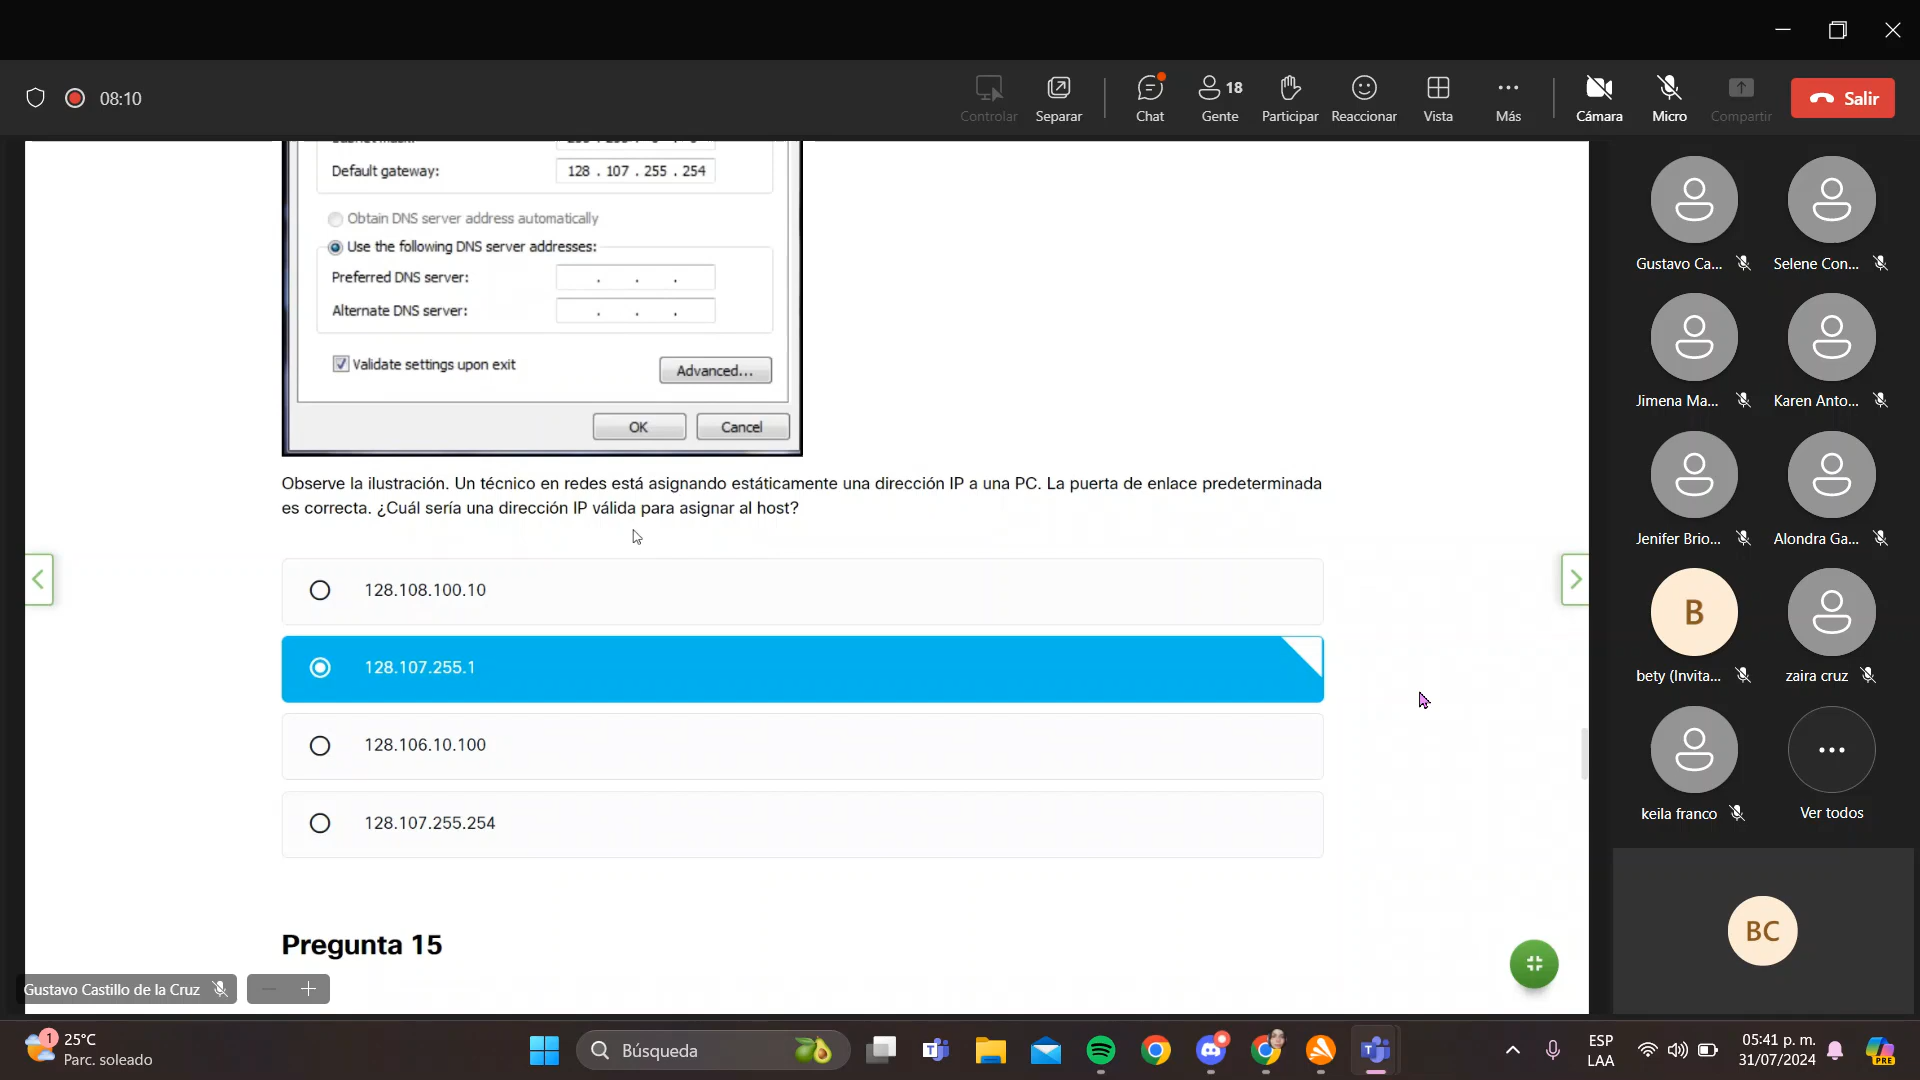 08:10
Controlar
Separar
Chat
18
Gente
Participar
Reaccionar
Vista
Más
Cámara
Micro
Compartir
Salir
Default gateway:
128 . 107 . 255 . 254
Obtain DNS server address automatically
Use the following DNS server addresses:
Preferred DNS server:
. . .
Alternate DNS server:
. . .
Validate settings upon exit
Advanced...
OK
Cancel
Observe la ilustración. Un técnico en redes está asignando estáticamente una dirección IP a una PC. La puerta de enlace predeterminada
es correcta. ¿Cuál sería una dirección IP válida para asignar al host?
128.108.100.10
128.107.255.1
128.106.10.100
128.107.255.254
Pregunta 15
Gustavo Castillo de la Cruz
Gustavo Ca...
Selene Con...
Jimena Ma...
Karen Anto...
Jenifer Brio...
Alondra Ga...
B
bety (Invita...
zaira cruz
keila franco
Ver todos
BC
1
25°C
Parc. soleado
Búsqueda
ESP
LAA
05:41 p. m.
31/07/2024
PRE